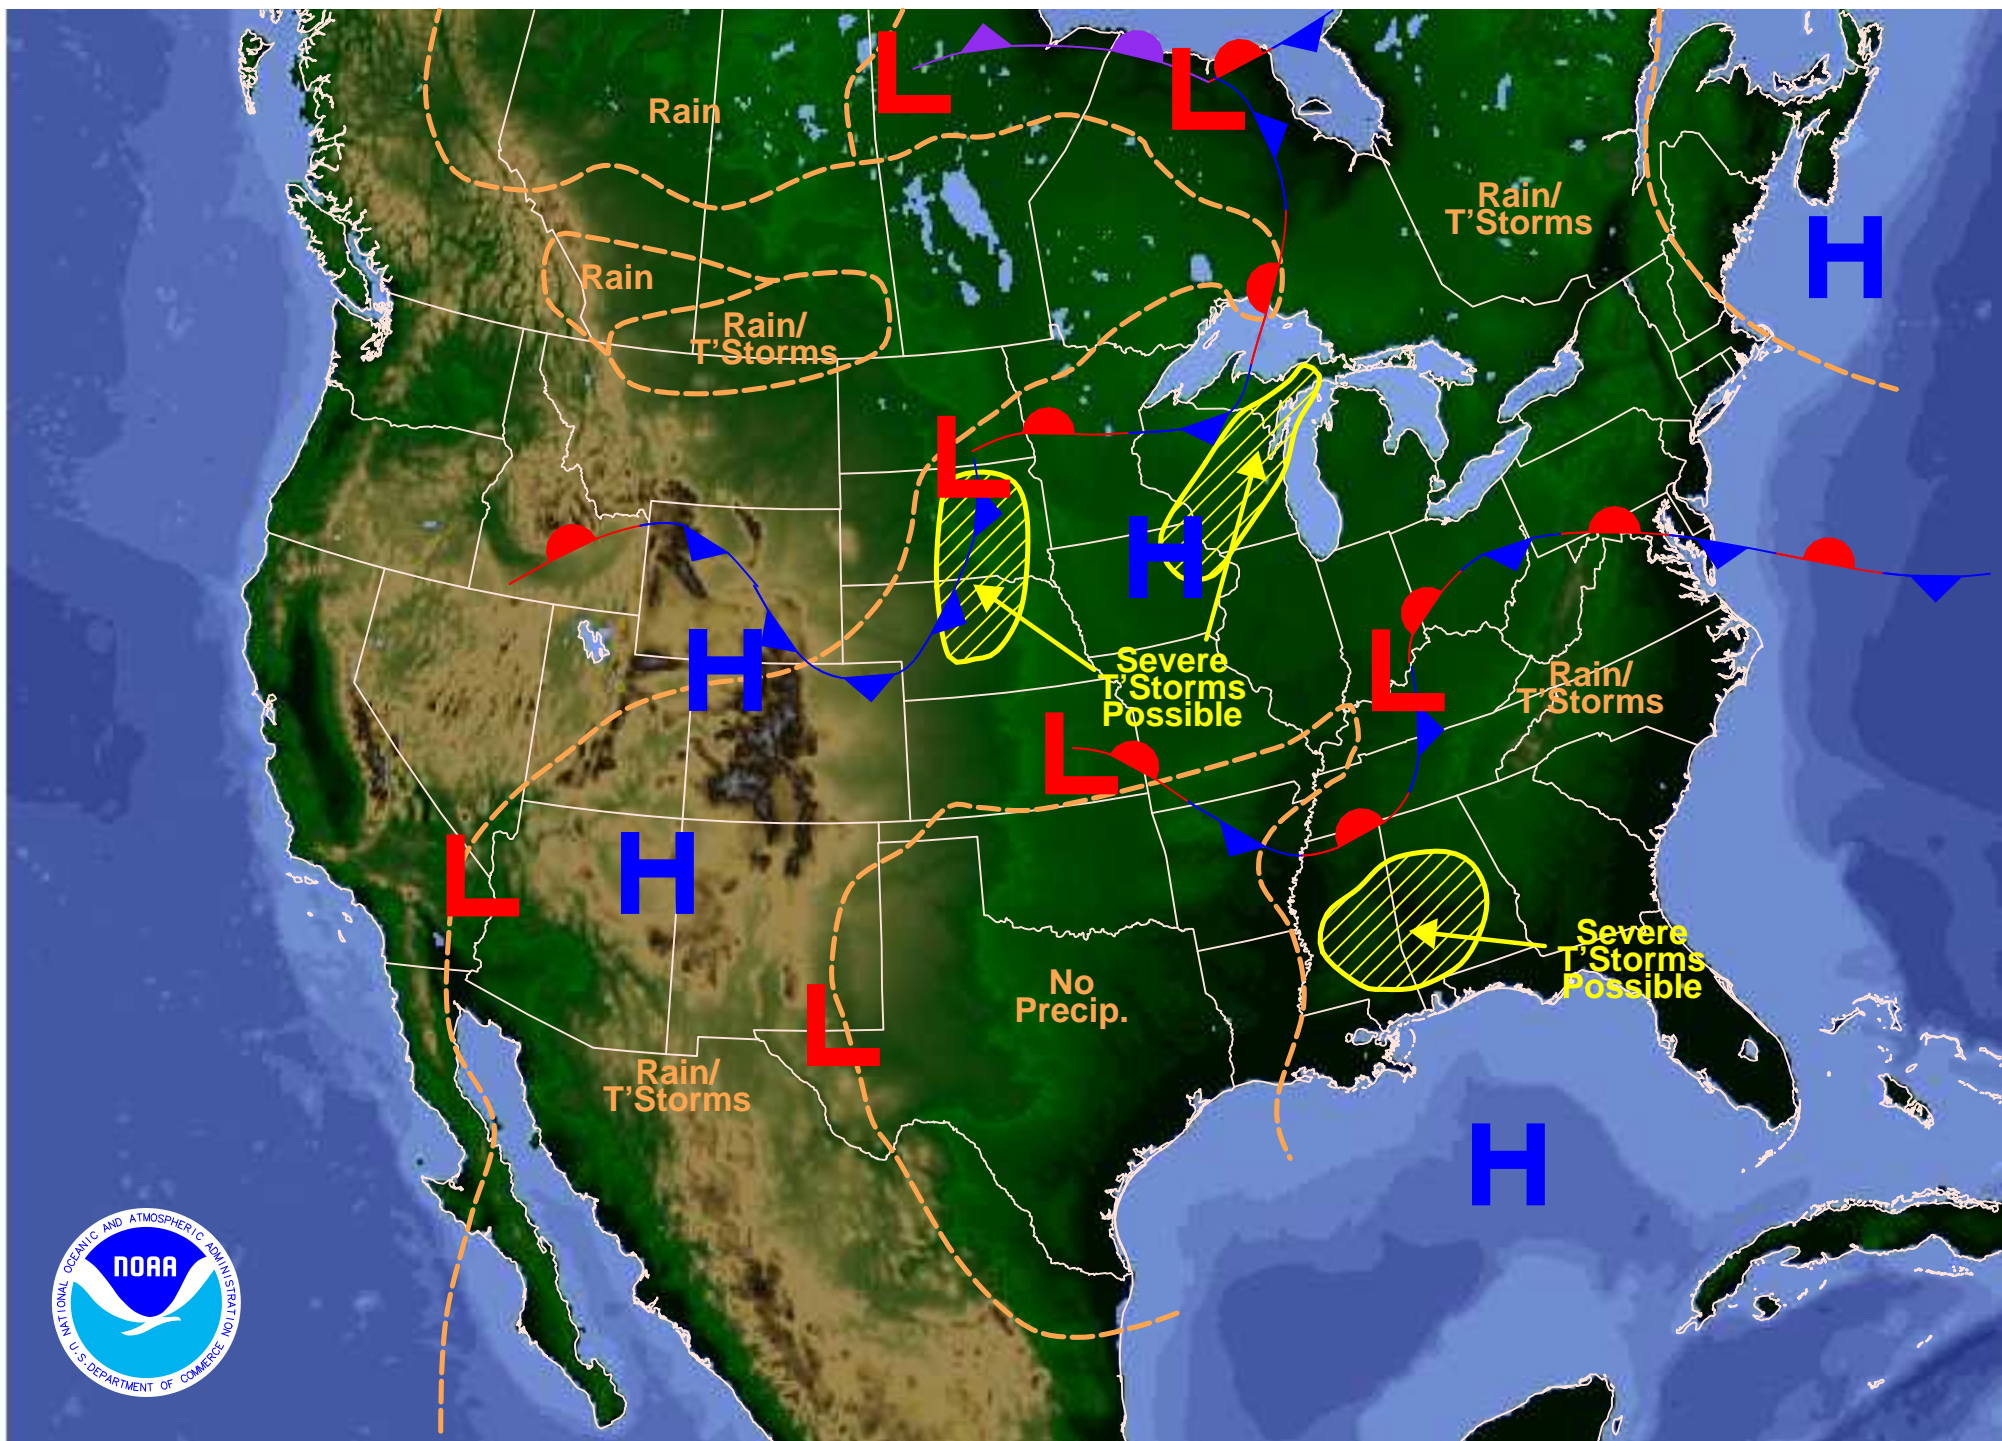 L
L
Rain
Rain/
T'Storms
H
Rain
Rain/
T'Storms
L
H
H
Severe
T'Storms
Possible
L
Rain/
T'Storms
L
L
H
Severe
T'Storms
Possible
No
Precip.
L
Rain/
T'Storms
H
NATIONAL OCEANIC AND ATMOSPHERIC ADMINISTRATION
NOAA
U.S. DEPARTMENT OF COMMERCE